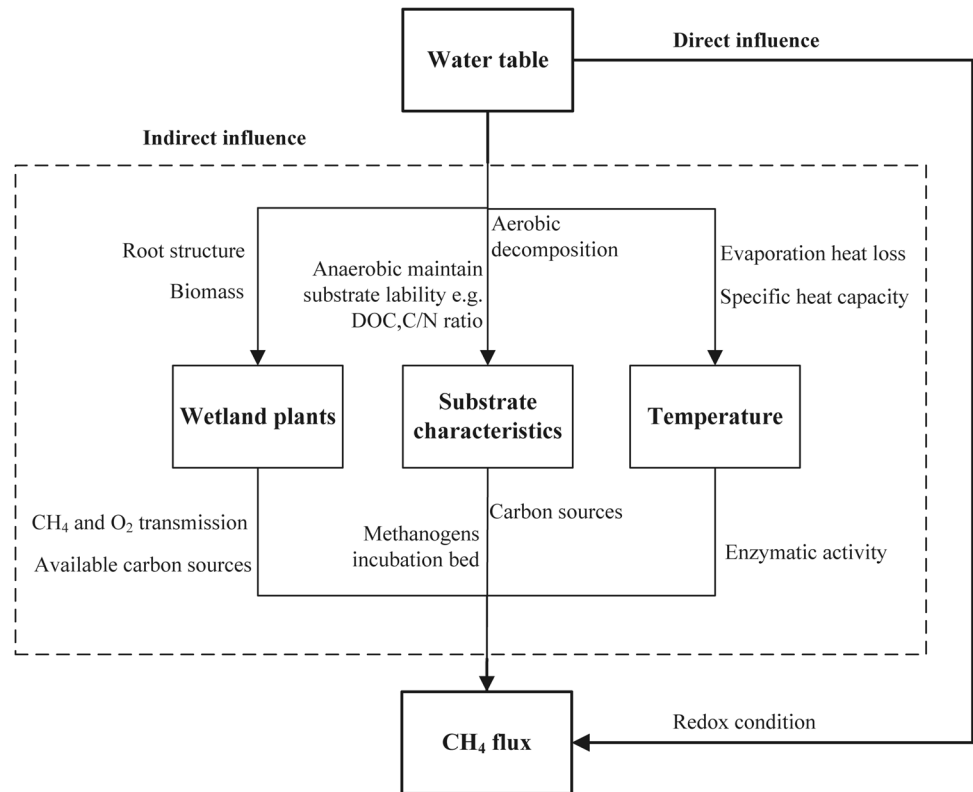 Water table
Direct influence
Indirect influence
Root structure
Biomass
Aerobic
decomposition
Anaerobic maintain
substrate lability e.g.
DOC,C/N ratio
Evaporation heat loss
Specific heat capacity
Wetland plants
Substrate
characteristics
Temperature
CH₄ and O₂ transmission
Available carbon sources
Carbon sources
Methanogens
incubation bed
Enzymatic activity
CH₄ flux
Redox condition